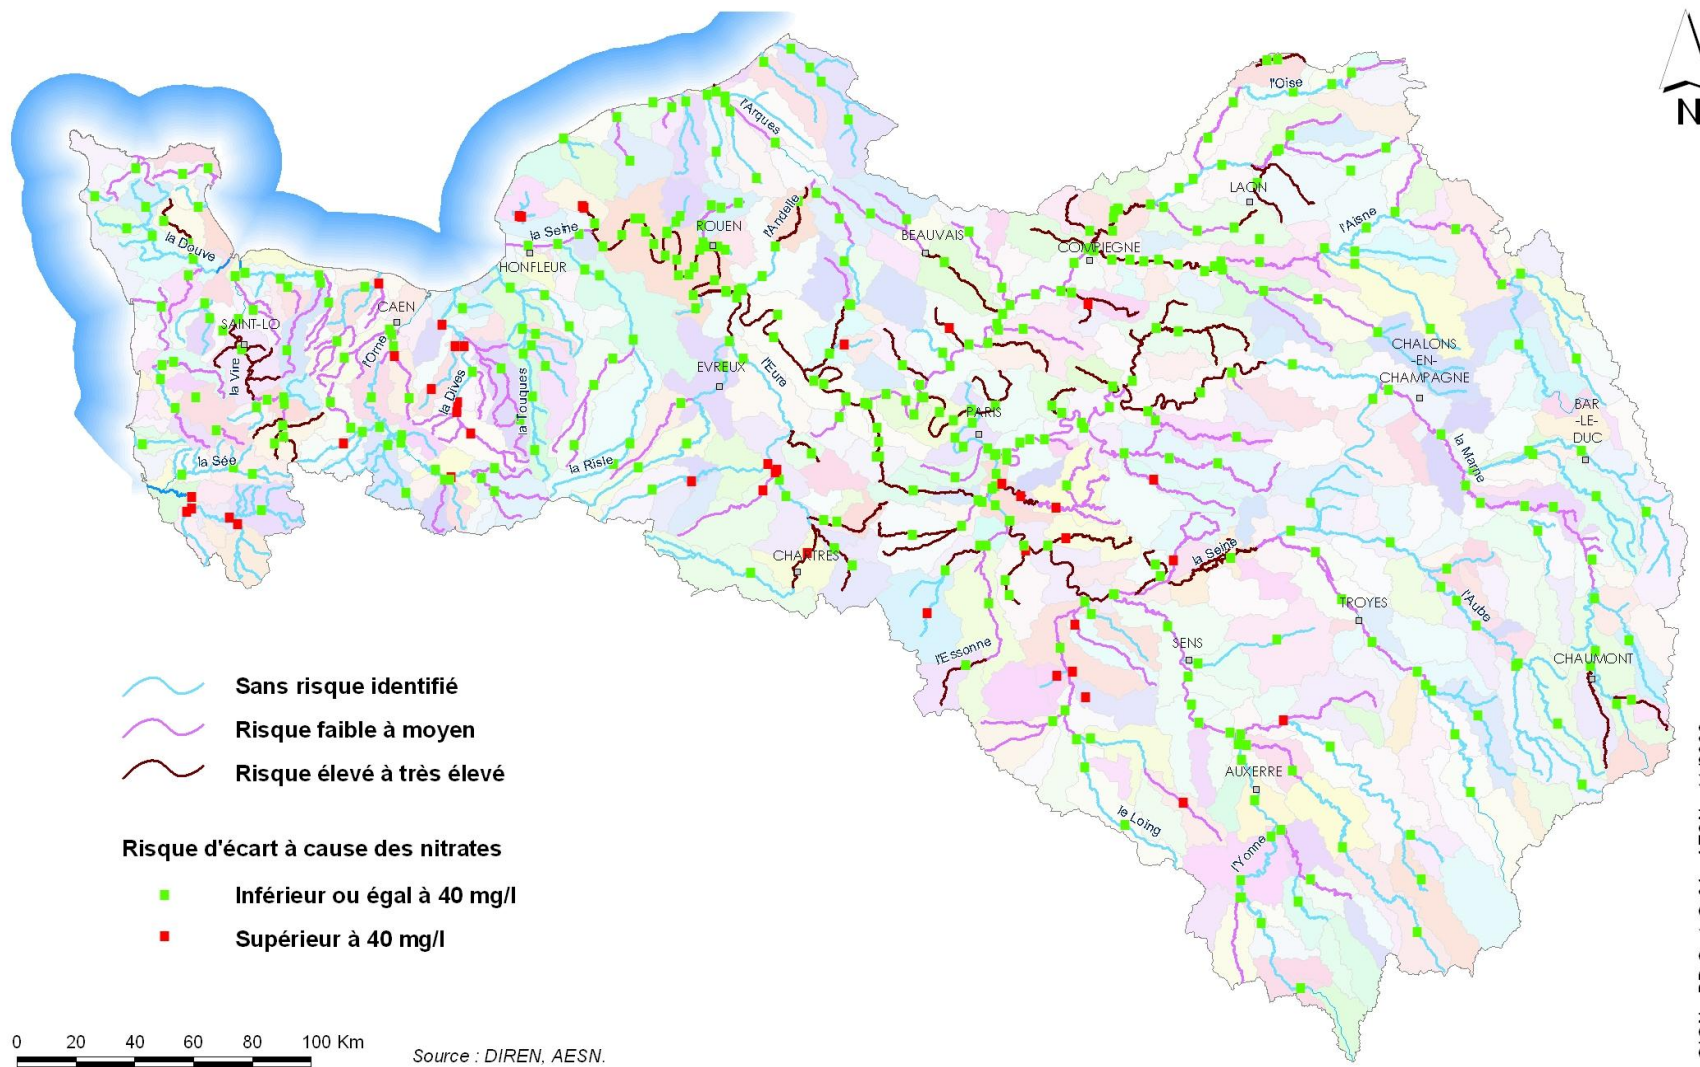 N
l'Oise
l'Arques
LAON
l'Aisne
l'Andelle
ROUEN
la Seine
BEAUVAIS
COMPIEGNE
la Douve
HONFLEUR
CAEN
SAINT-LO
l'Orne
CHALONS
-EN-
CHAMPAGNE
EVREUX
l'Eure
la Vire
la Dives
la Touques
PARIS
BAR
-LE-
DUC
la Marne
la Sée
la Risle
CHARTRES
la Seine
TROYES
l'Aube
l'Essonne
SENS
CHAUMONT
AUXERRE
le Loing
l'Yonne
Sans risque identifié
Risque faible à moyen
Risque élevé à très élevé
Risque d'écart à cause des nitrates
Inférieur ou égal à 40 mg/l
Supérieur à 40 mg/l
0 20 40 60 80 100 Km
Source : DIREN, AESN.